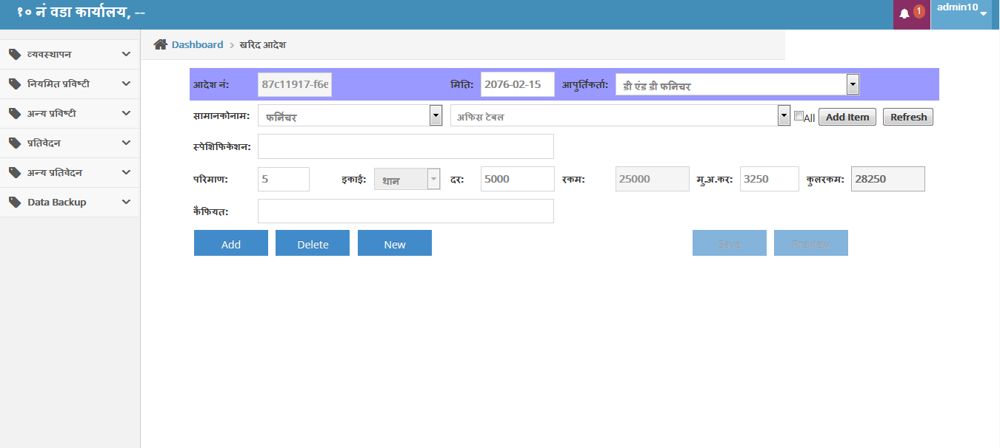 १० नं वडा कार्यालय, --
1
admin10
व्यवस्थापन
नियमित प्रविष्टी
अन्य प्रविष्टी
प्रतिवेदन
अन्य प्रतिवेदन
Data Backup
Dashboard > खरिद आदेश
आदेश नं: 87c11917-f6e मिति: 2076-02-15 आपुर्तिकर्ता: डी एंड डी फनिचर
सामानकोनाम: फर्निचर अफिस टेबल All Add Item Refresh
स्पेशिफिकेशन:
परिमाण: 5 इकाई: थान दर: 5000 रकम: 25000 मु.अ.कर: 3250 कुलरकम: 28250
कैफियत:
Add Delete New Save Preview